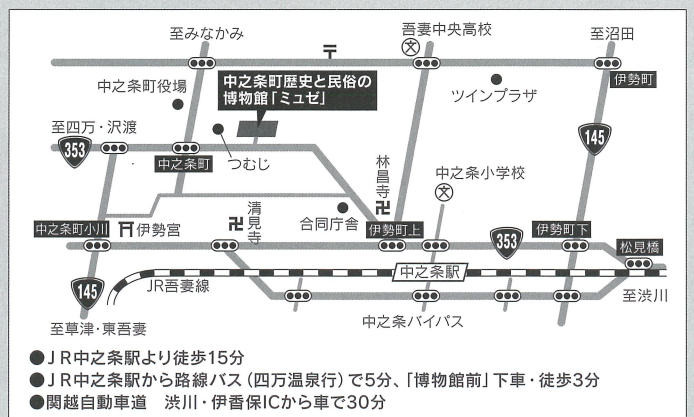 至みなかみ
吾妻中央高校
至沼田
〒
文
伊勢町
中之条町役場
中之条町歴史と民俗の
博物館「ミュゼ」
ツインプラザ
至四万・沢渡
353
145
中之条町
つむじ
林昌寺
中之条小学校
文
清見寺
合同庁舎
中之条町小川
伊勢宮
伊勢町上
353
伊勢町下
松見橋
中之条駅
145
JR吾妻線
至渋川
至草津・東吾妻
中之条バイパス
●JR中之条駅より徒歩15分
●JR中之条駅から路線バス(四万温泉行)で5分、「博物館前」下車・徒歩3分
●関越自動車道 渋川・伊香保ICから車で30分